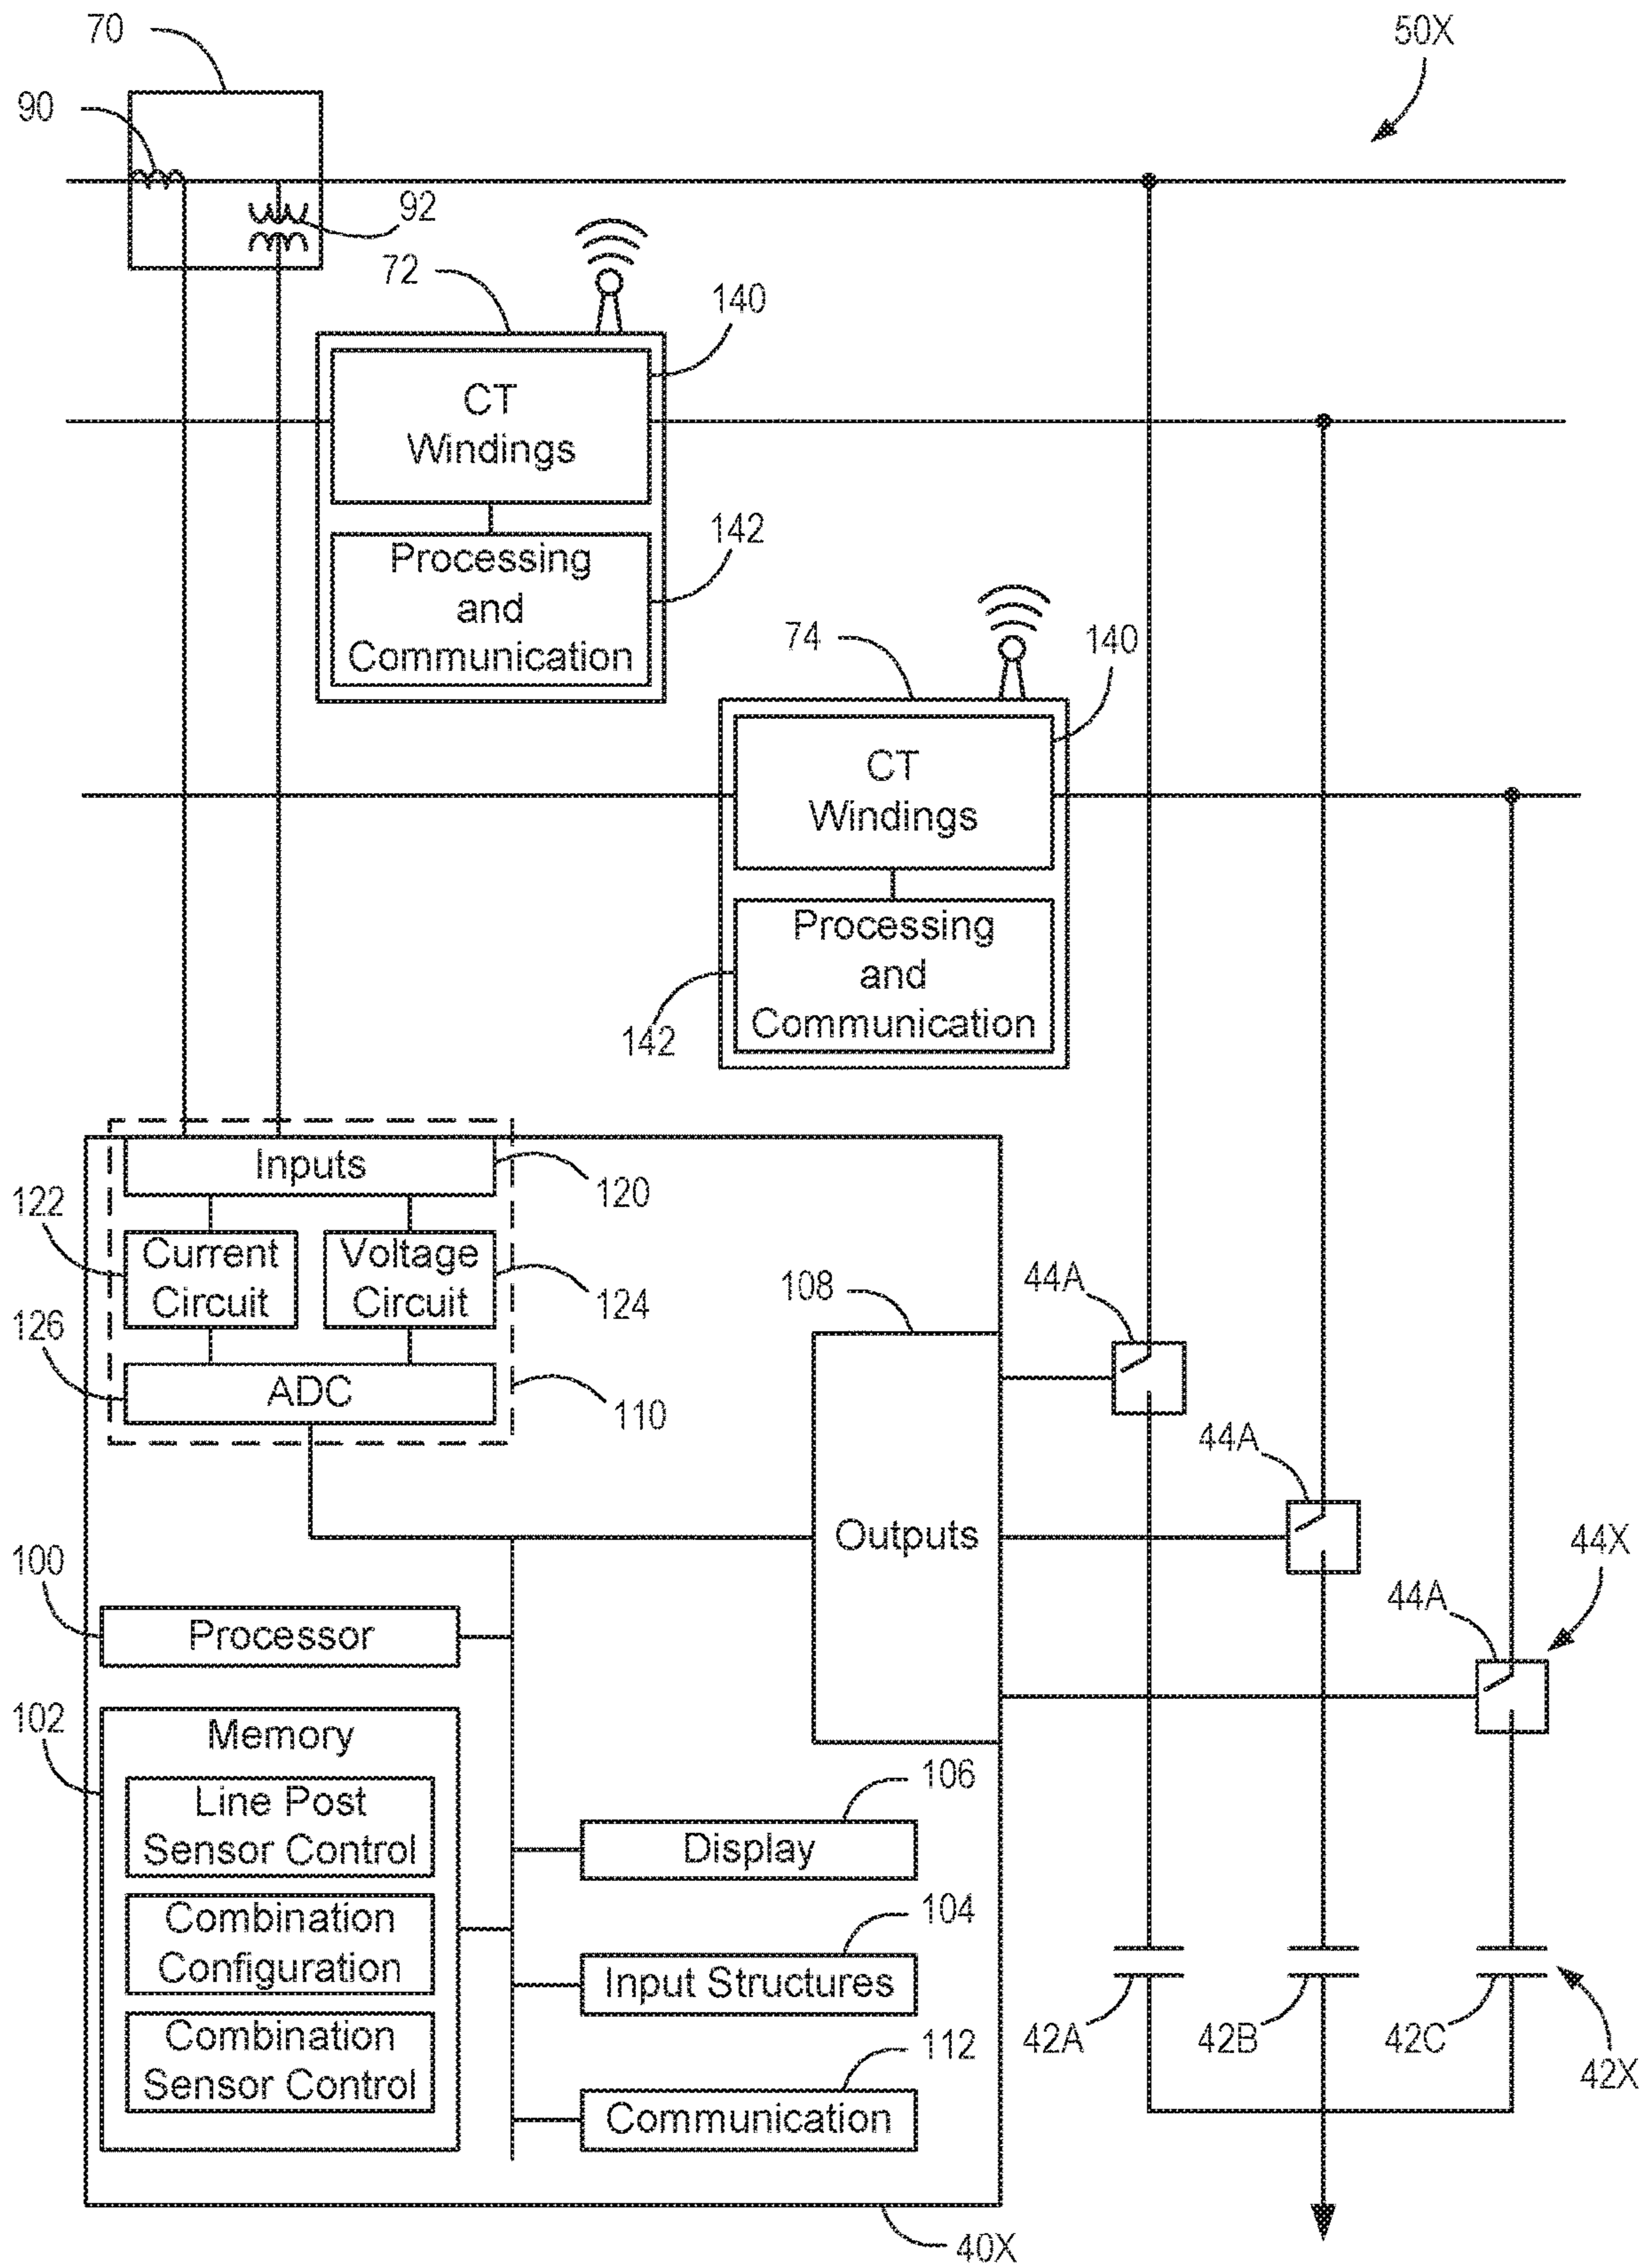 70
50X
90
92
72
140
CT
Windings
142
Processing
and
Communication
74
140
CT
Windings
Processing
and
Communication
142
Inputs
120
122
Current
Circuit
Voltage
Circuit
124
126
ADC
110
108
Outputs
44A
44A
44X
44A
100
Processor
102
Memory
Line Post
Sensor Control
Combination
Configuration
Combination
Sensor Control
106
Display
104
Input Structures
112
Communication
42A
42B
42C
42X
40X